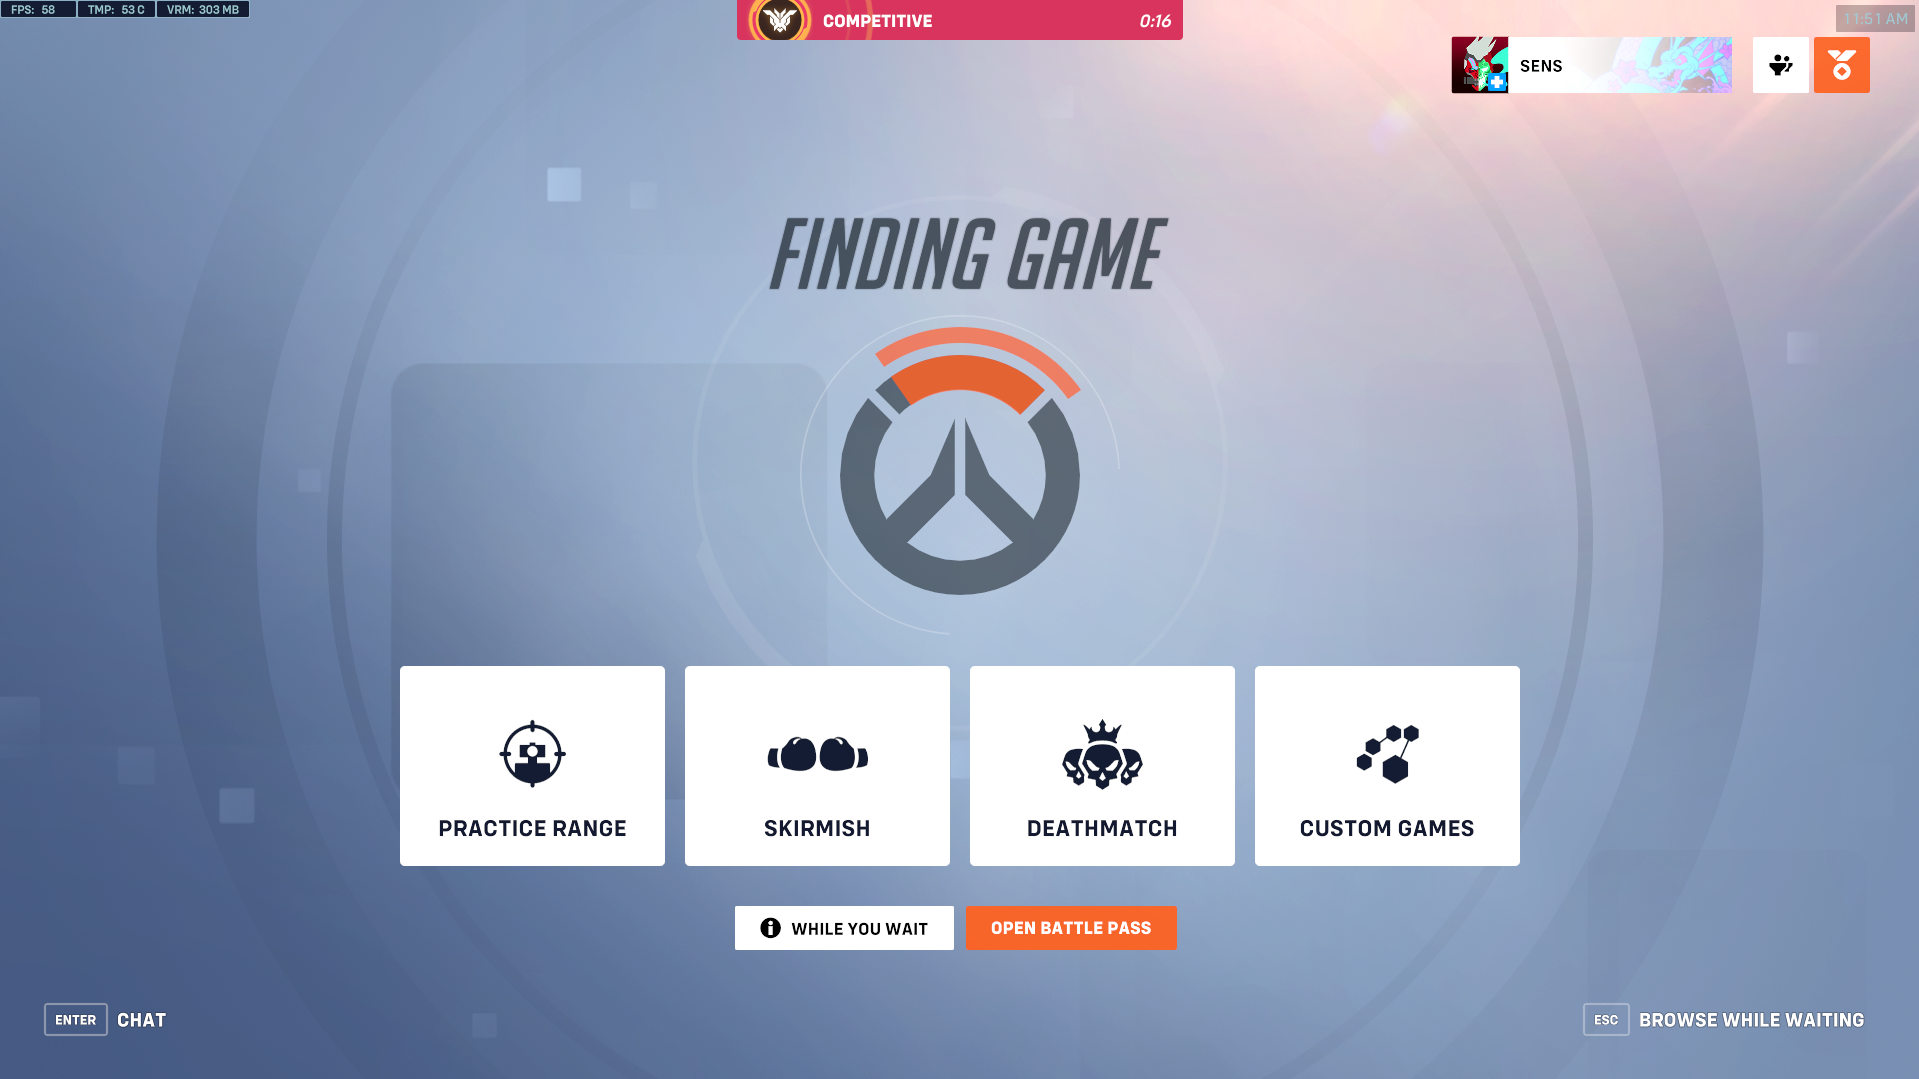 FPS: 58 TMP: 53 C VRM: 303 MB
COMPETITIVE 0:16
11:51 AM
SENS
FINDING GAME
PRACTICE RANGE
SKIRMISH
DEATHMATCH
CUSTOM GAMES
WHILE YOU WAIT
OPEN BATTLE PASS
ENTER CHAT
ESC BROWSE WHILE WAITING